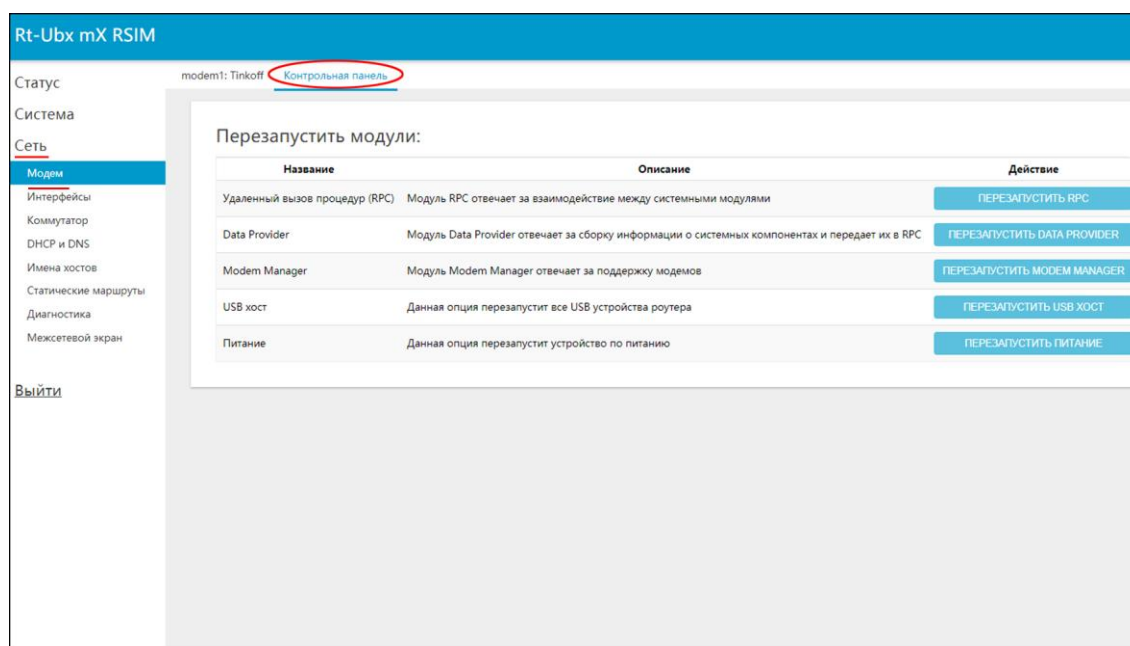 Rt-Ubx mX RSIM
Статус
Система
Сеть
Модем
Интерфейсы
Коммутатор
DHCP и DNS
Имена хостов
Статические маршруты
Диагностика
Межсетевой экран
Выйти
modem1: Tinkoff Контрольная панель
Перезапустить модули:
Название Описание Действие
Удаленный вызов процедур (RPC) Модуль RPC отвечает за взаимодействие между системными модулями ПЕРЕЗАПУСТИТЬ RPC
Data Provider Модуль Data Provider отвечает за сборку информации о системных компонентах и передает их в RPC ПЕРЕЗАПУСТИТЬ DATA PROVIDER
Modem Manager Модуль Modem Manager отвечает за поддержку модемов ПЕРЕЗАПУСТИТЬ MODEM MANAGER
USB хост Данная опция перезапустит все USB устройства роутера ПЕРЕЗАПУСТИТЬ USB ХОСТ
Питание Данная опция перезапустит устройство по питанию ПЕРЕЗАПУСТИТЬ ПИТАНИЕ